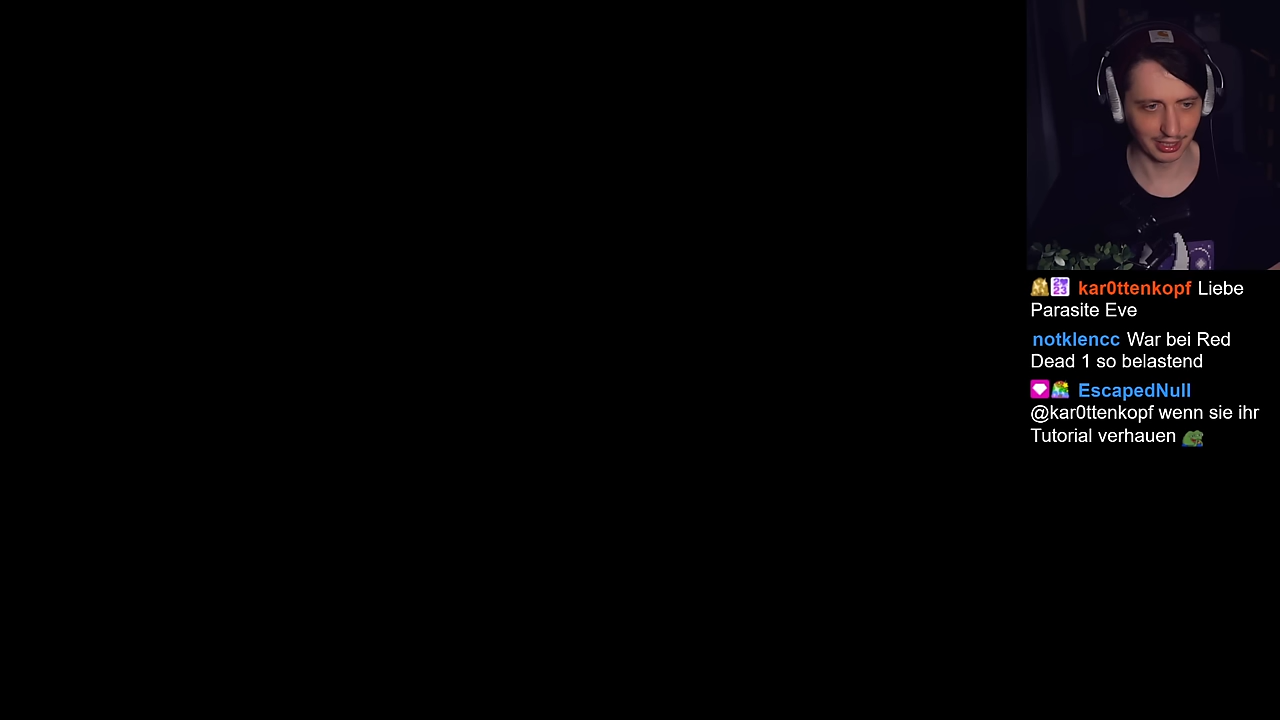 kar0ttenkopf Liebe
Parasite Eve
notklencc War bei Red
Dead 1 so belastend
EscapedNull
@kar0ttenkopf wenn sie ihr
Tutorial verhauen